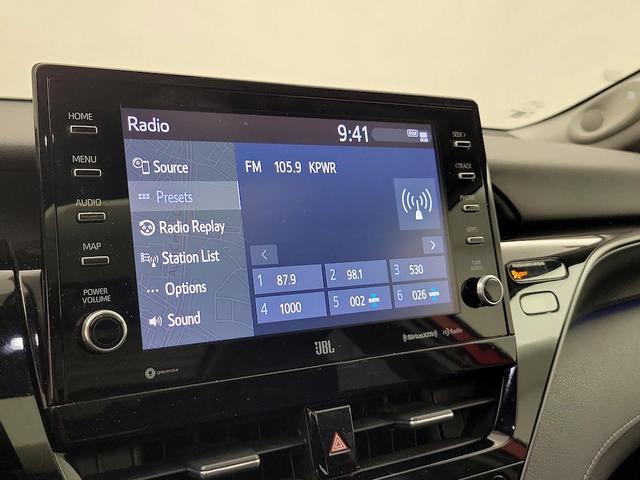 HOME
MENU
AUDIO
MAP
POWER
VOLUME
Radio
9:41
DCM
Source
Presets
Radio Replay
Station List
Options
Sound
FM 105.9 KPWR
1 87.9
2 98.1
3 530
4 1000
5 002
6 026
SEEK>
<TRACK
PHONE
APPS
TUNE
SCROLL
gracenote
JBL
SiriusXM
HD Radio